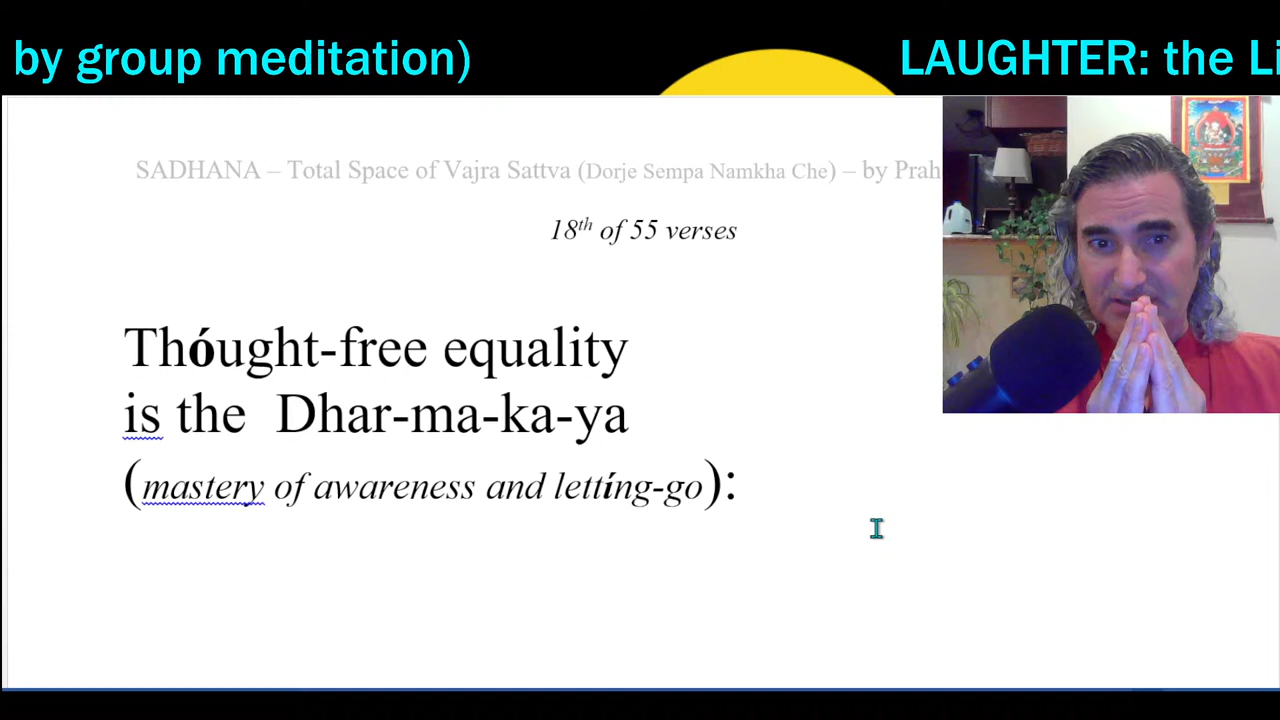 by group meditation) LAUGHTER: the Li
SADHANA – Total Space of Vajra Sattva (Dorje Sempa Namkha Che) – by Prah
18th of 55 verses
Thóught-free equality
is the Dhar-ma-ka-ya
(mastery of awareness and lettíng-go):